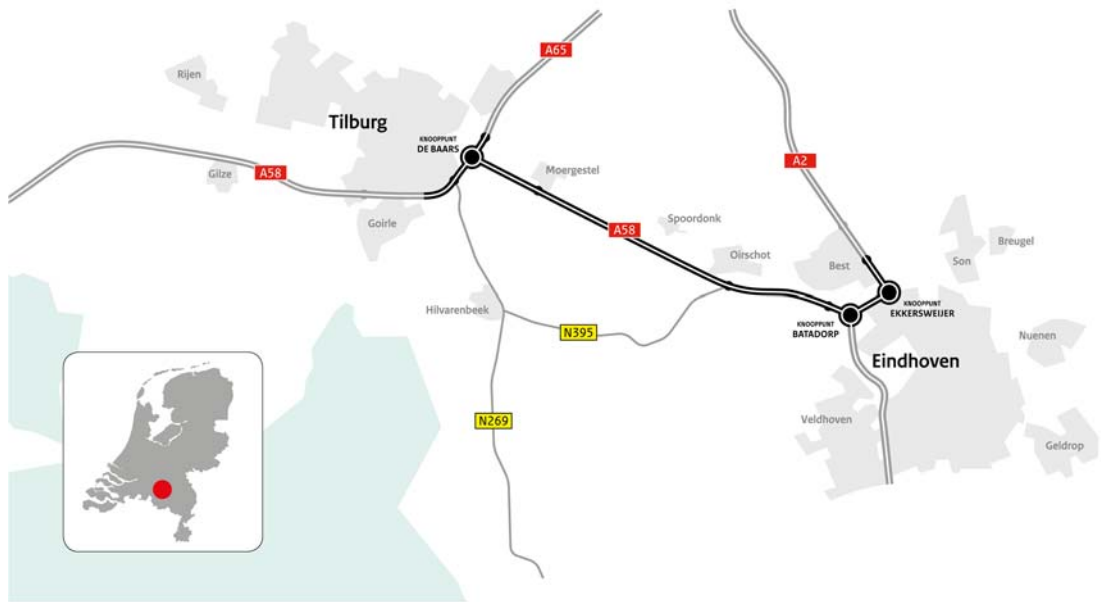 A65
Rijen
Tilburg
KNOOPPUNT
DE BAARS
A2
Gilze
A58
Moergestel
Goirle
Spoordonk
A58
Breugel
Oirschot
Best
Son
Hilvarenbeek
KNOOPPUNT
EKKERSWEIJER
N395
KNOOPPUNT
BATADORP
Nuenen
Eindhoven
N269
Veldhoven
Geldrop